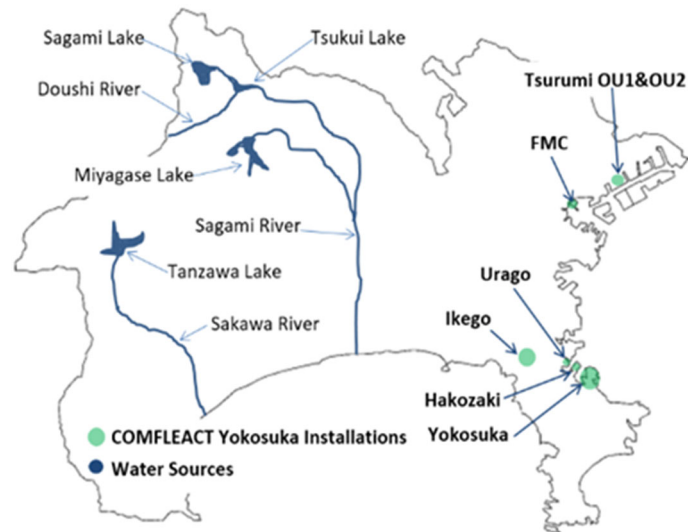 Sagami Lake
Tsukui Lake
Doushi River
Tsurumi OU1&OU2
FMC
Miyagase Lake
Sagami River
Tanzawa Lake
Urago
Ikego
Sakawa River
Hakozaki
Yokosuka
COMFLEACT Yokosuka Installations
Water Sources